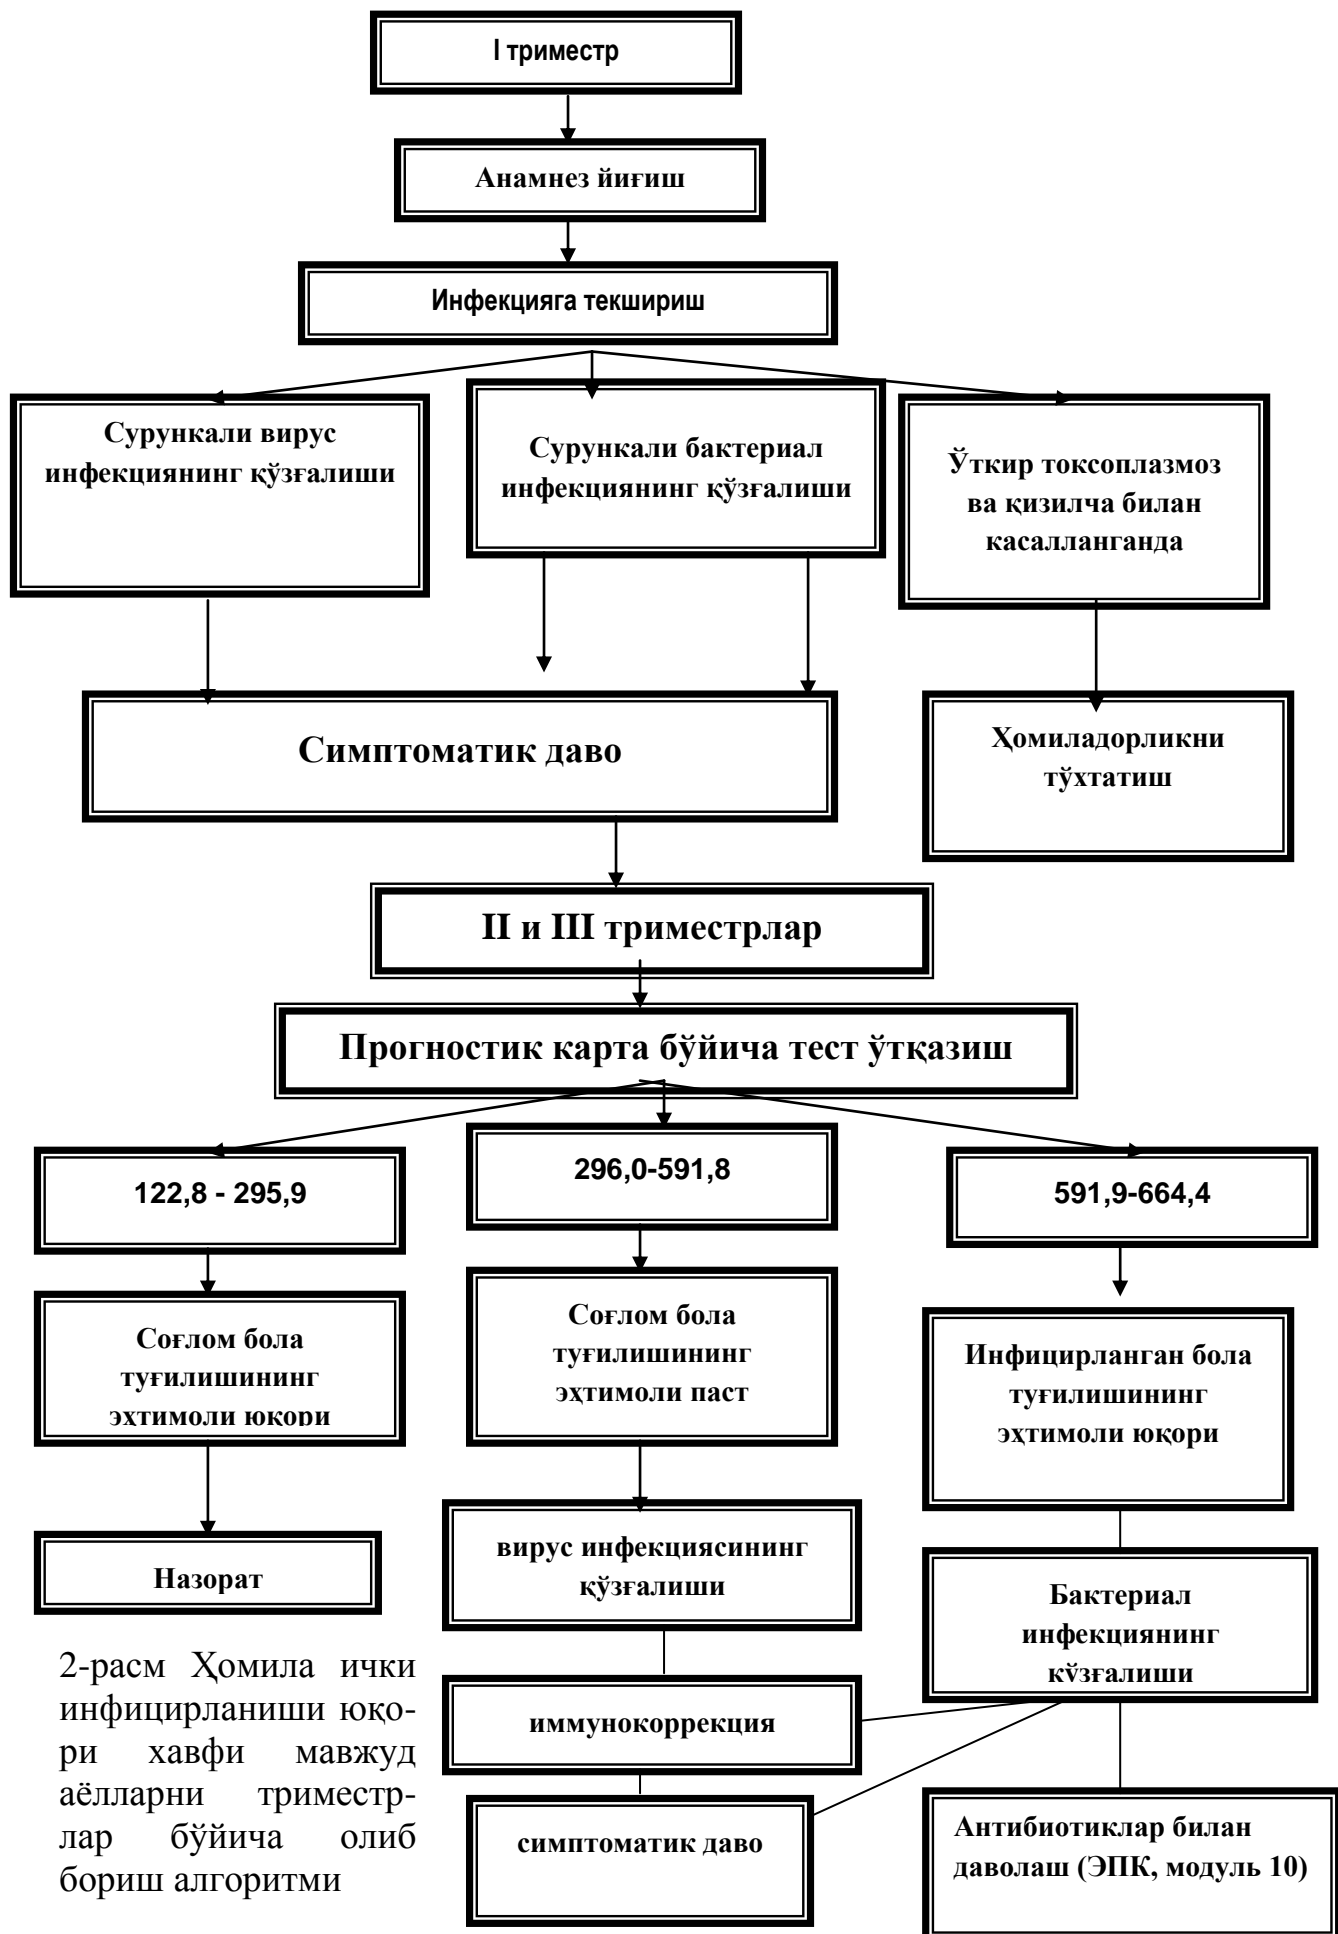 I триместр
Анамнез йиғиш
Инфекцияга текшириш
Сурункали вирус
инфекциянинг қўзғалиши
Сурункали бактериал
инфекциянинг қўзғалиши
Ўткир токсоплазмоз
ва қизилча билан
касалланганда
Симптоматик даво
Ҳомиладорликни
тўхтатиш
II и III триместрлар
Прогностик карта бўйича тест ўтқазиш
122,8 - 295,9
296,0-591,8
591,9-664,4
Соғлом бола
туғилишининг
эҳтимоли юқори
Соғлом бола
туғилишининг
эҳтимоли паст
Инфицирланган бола
туғилишининг
эҳтимоли юқори
Назорат
вирус инфекциясининг
қўзғалиши
Бактериал
инфекциянинг
қўзғалиши
иммунокоррекция
симптоматик даво
Антибиотиклар билан
даволаш (ЭПК, модуль 10)
2-расм Ҳомила ички
инфицирланиши юқо-
ри хавфи мавжуд
аёлларни триместр-
лар бўйича олиб
бориш алгоритми